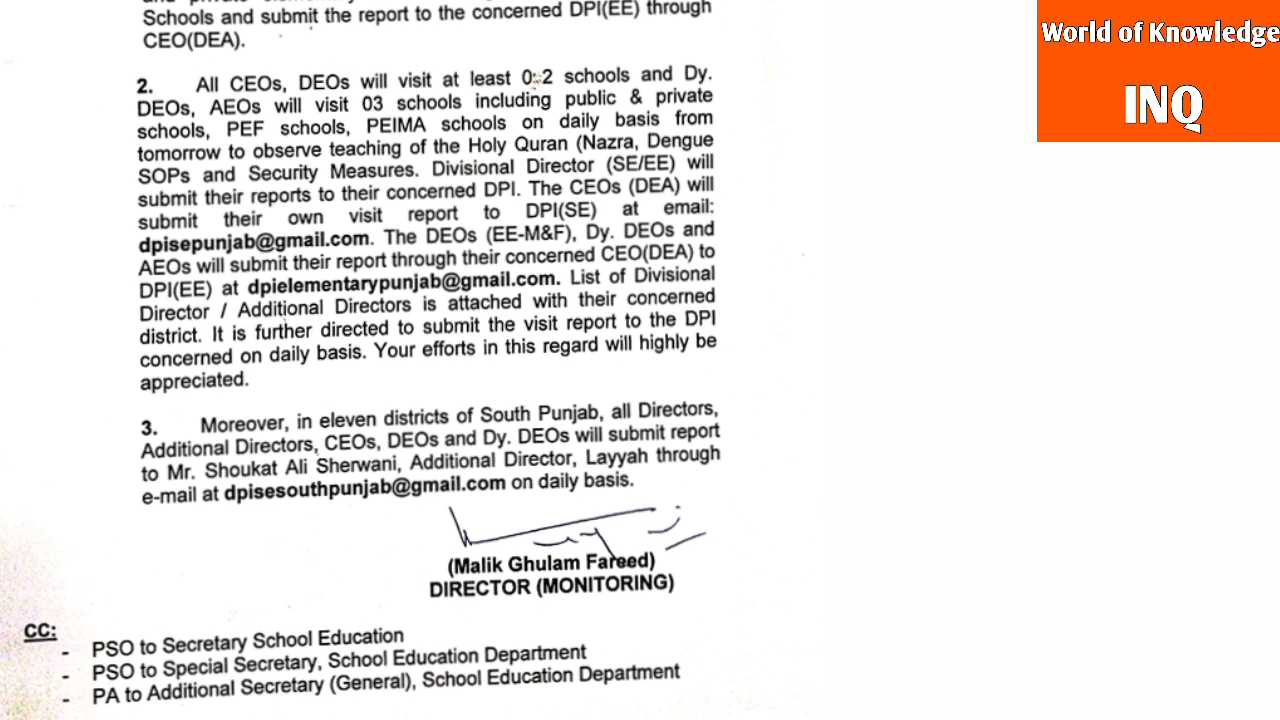 Schools and submit the report to the concerned DPI(EE) through
CEO(DEA).
2. All CEOs, DEOs will visit at least 0:2 schools and Dy.
DEOs, AEOs will visit 03 schools including public & private
schools, PEF schools, PEIMA schools on daily basis from
tomorrow to observe teaching of the Holy Quran (Nazra, Dengue
SOPs and Security Measures. Divisional Director (SE/EE) will
submit their reports to their concerned DPI. The CEOs (DEA) will
submit their own visit report to DPI(SE) at email:
dpisepunjab@gmail.com. The DEOs (EE-M&F), Dy. DEOs and
AEOs will submit their report through their concerned CEO(DEA) to
DPI(EE) at dpielementarypunjab@gmail.com. List of Divisional
Director / Additional Directors is attached with their concerned
district. It is further directed to submit the visit report to the DPI
concerned on daily basis. Your efforts in this regard will highly be
appreciated.
3. Moreover, in eleven districts of South Punjab, all Directors,
Additional Directors, CEOs, DEOs and Dy. DEOs will submit report
to Mr. Shoukat Ali Sherwani, Additional Director, Layyah through
e-mail at dpisesouthpunjab@gmail.com on daily basis.
(Malik Ghulam Fareed)
DIRECTOR (MONITORING)
CC:
- PSO to Secretary School Education
- PSO to Special Secretary, School Education Department
- PA to Additional Secretary (General), School Education Department
World of Knowledge
INQ